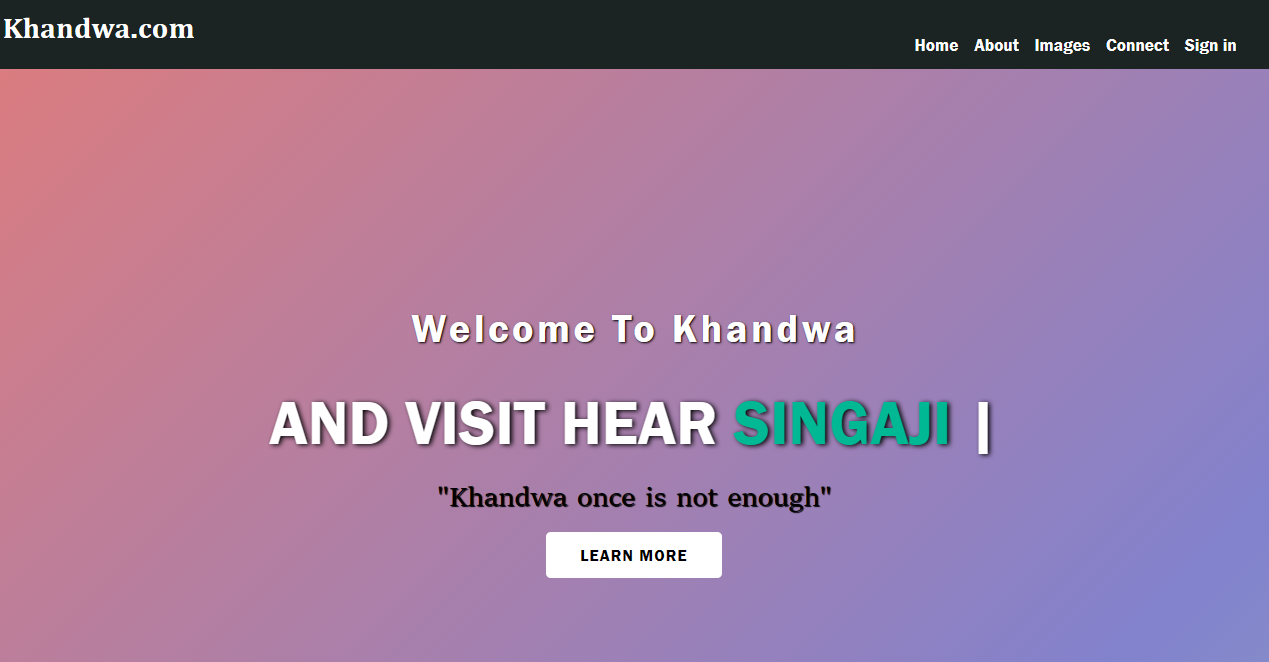 Khandwa.com
Home About Images Connect Sign in
Welcome To Khandwa
AND VISIT HEAR SINGAJI |
"Khandwa once is not enough"
LEARN MORE